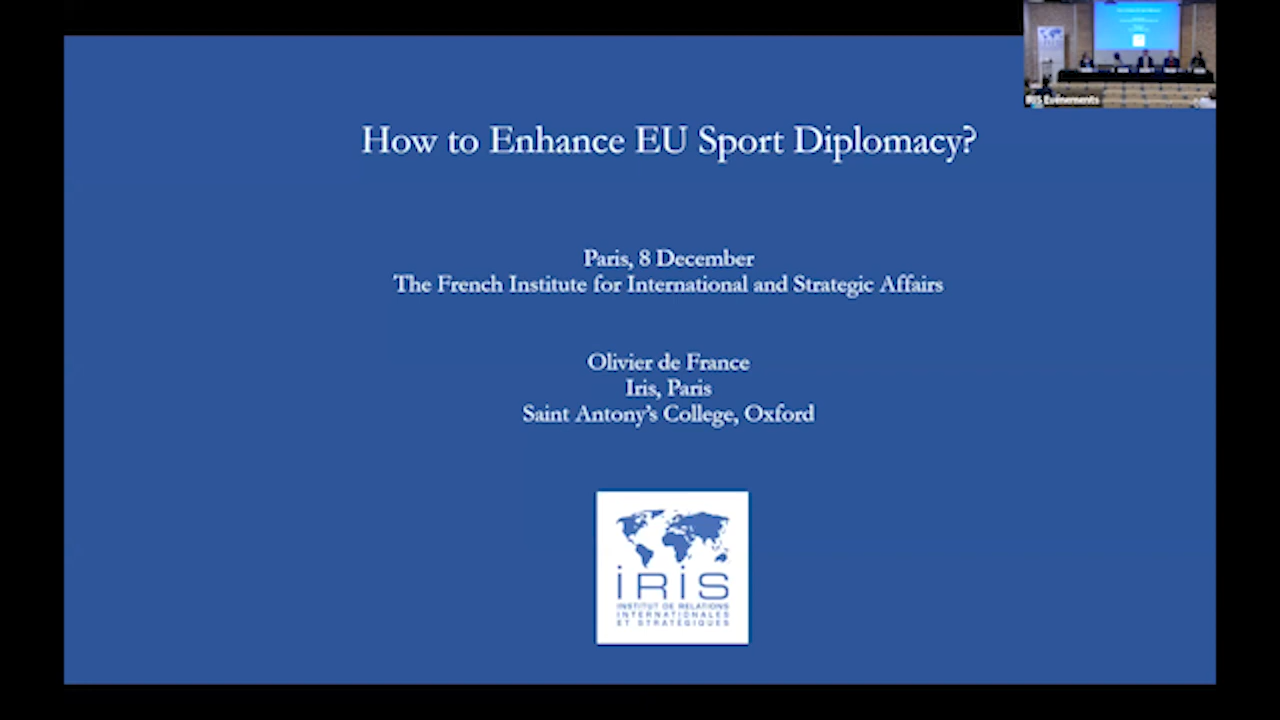 How to Enhance EU Sport Diplomacy?
Paris, 8 December
The French Institute for International and Strategic Affairs
Olivier de France
Iris, Paris
Saint Antony's College, Oxford
iRiS
INSTITUT DE RELATIONS
INTERNATIONALES
ET STRATÉGIQUES
IRIS Evénements